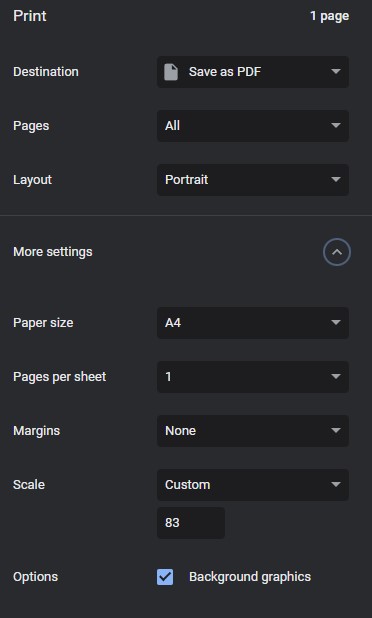 Print 1 page
Destination Save as PDF
Pages All
Layout Portrait
More settings
Paper size A4
Pages per sheet 1
Margins None
Scale Custom
83
Options Background graphics